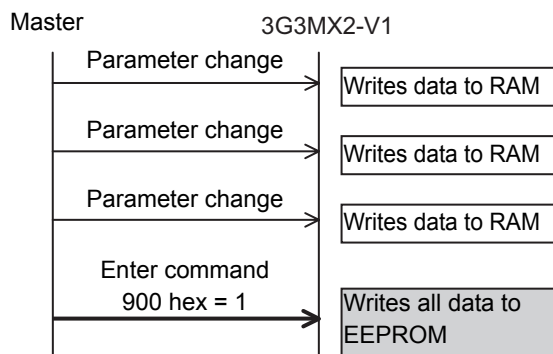 Master
3G3MX2-V1
Parameter change
Writes data to RAM
Parameter change
Writes data to RAM
Parameter change
Writes data to RAM
Enter command
900 hex = 1
Writes all data to
EEPROM